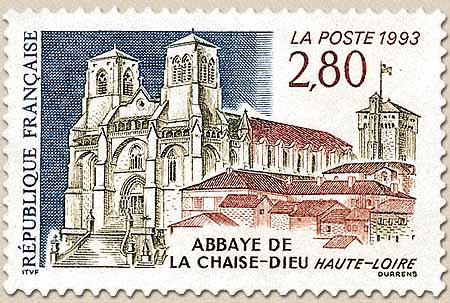 LA POSTE 1993
2,80
RÉPUBLIQUE FRANÇAISE
ABBAYE DE
LA CHAISE-DIEU HAUTE-LOIRE
ITVF DURRENS